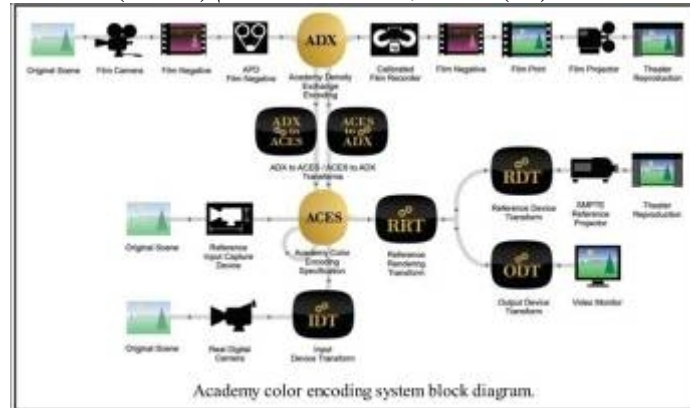 ADX
Original Scene
Film Camera
Film Negative
APD
Film Negative
Academy Density
Exchange
Encoding
Calibrated
Film Recorder
Film Negative
Film Print
Film Projector
Theater
Reproduction
ADX
to
ACES
ACES
to
ADX
ADX to ACES / ACES to ADX
Transforms
RDT
Reference Device
Transform
SMPTE
Reference
Projector
Theater
Reproduction
ACES
RRT
Original Scene
Reference
Input Capture
Device
Academy Color
Encoding
Specification
Reference
Rendering
Transform
ODT
Output Device
Transform
Video Monitor
IDT
Original Scene
Real Digital
Camera
Input
Device Transform
Academy color encoding system block diagram.